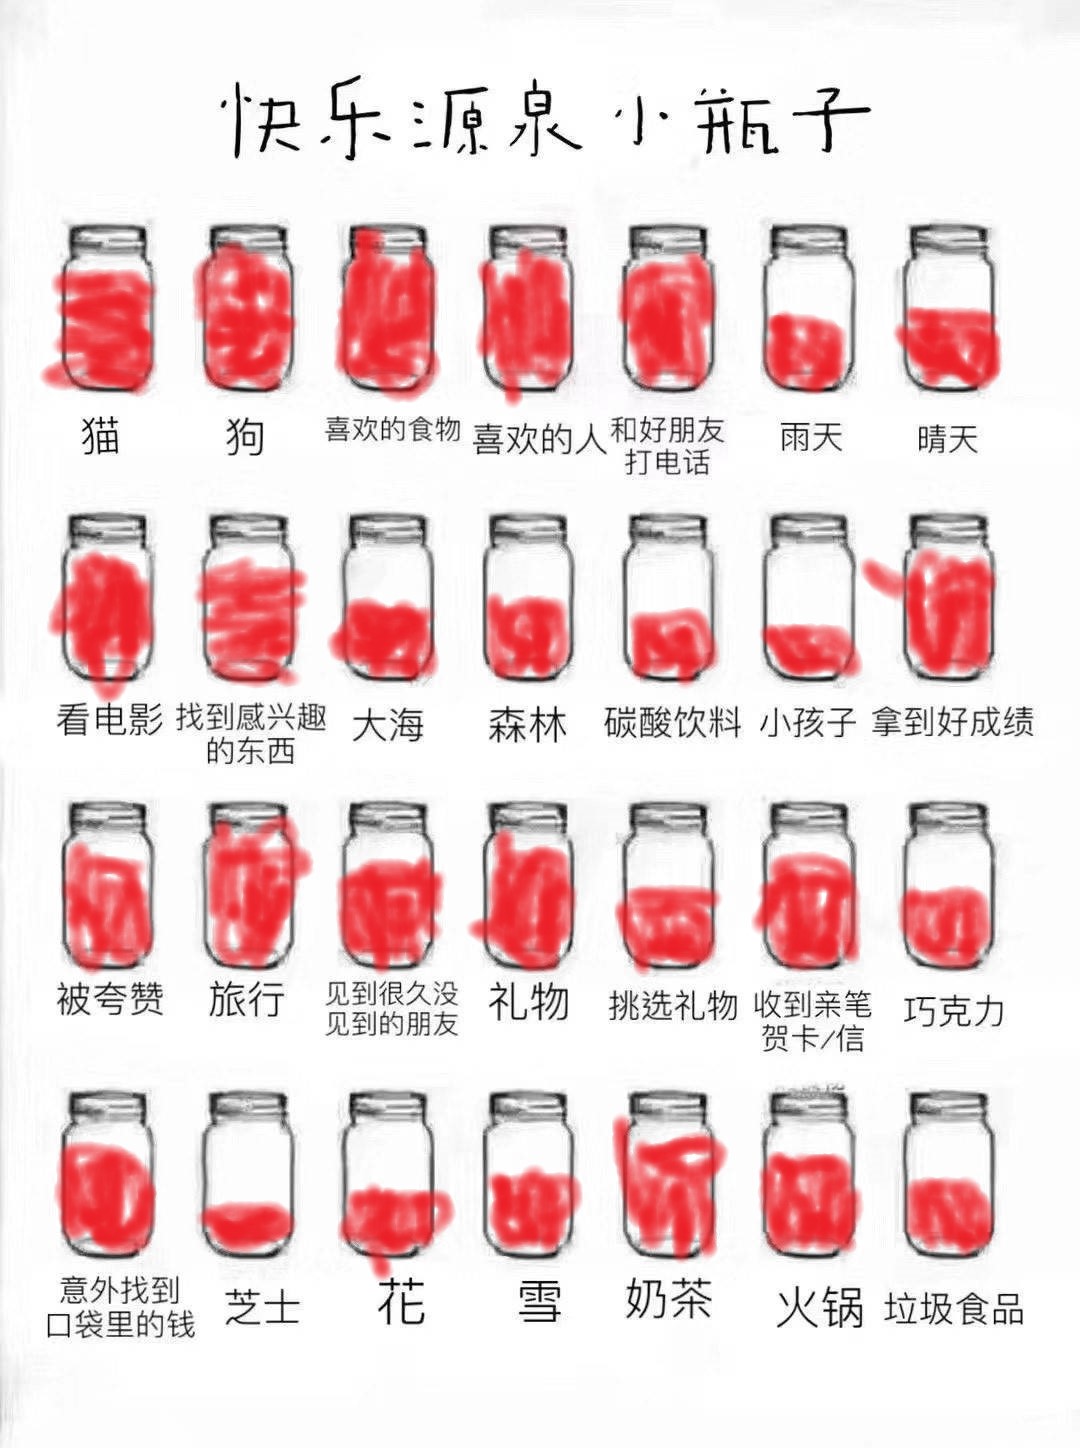 快乐源泉小瓶子
猫
狗
喜欢的食物
喜欢的人
和好朋友
打电话
雨天
晴天
看电影
找到感兴趣
的东西
大海
森林
碳酸饮料
小孩子
拿到好成绩
被夸赞
旅行
见到很久没
见到的朋友
礼物
挑选礼物
收到亲笔
贺卡/信
巧克力
意外找到
口袋里的钱
芝士
花
雪
奶茶
火锅
垃圾食品